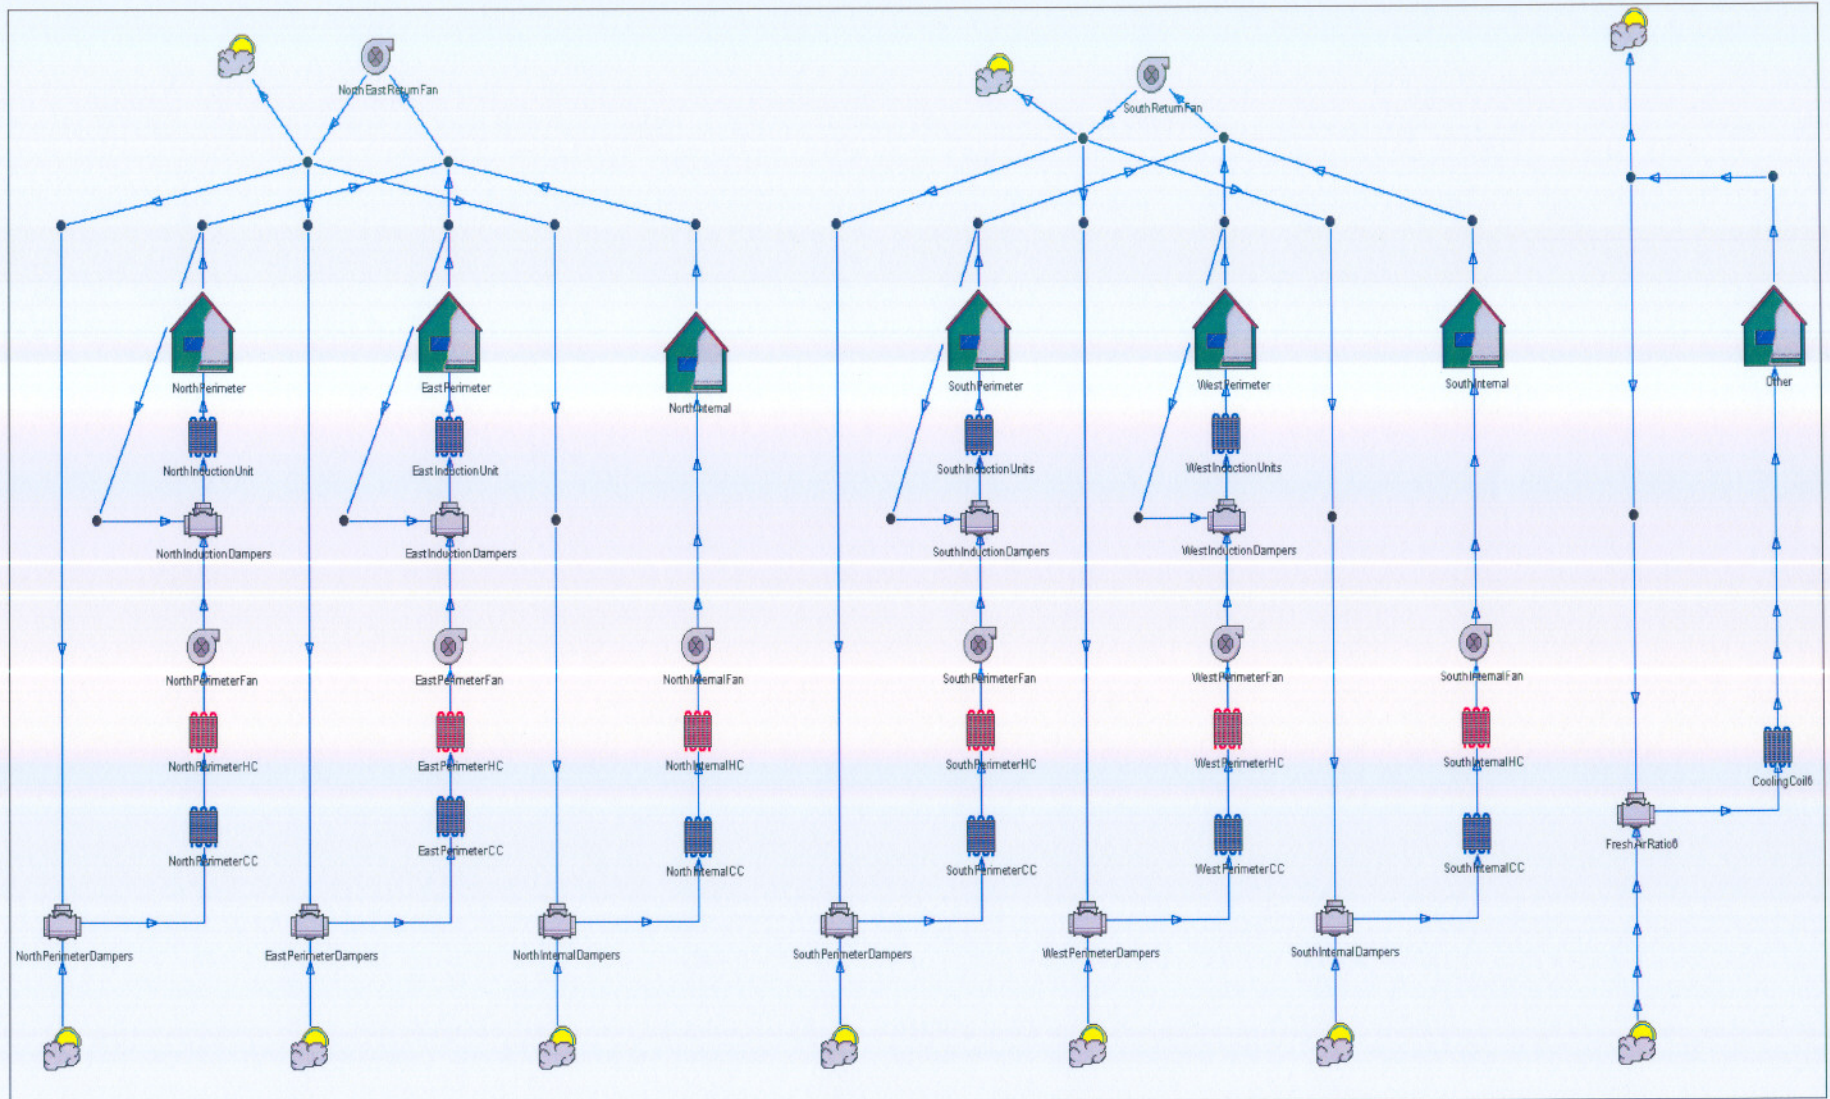 North East Return Fan
South Return Fan
North Perimeter
East Perimeter
North Internal
South Perimeter
West Perimeter
South Internal
Other
North Induction Unit
East Induction Unit
South Induction Units
West Induction Units
North Induction Dampers
East Induction Dampers
South Induction Dampers
West Induction Dampers
North Perimeter Fan
East Perimeter Fan
North Internal Fan
South Perimeter Fan
West Perimeter Fan
South Internal Fan
North Perimeter HC
East Perimeter HC
North Internal HC
South Perimeter HC
West Perimeter HC
South Internal HC
Cooling Coil6
North Perimeter CC
East Perimeter CC
North Internal CC
South Perimeter CC
West Perimeter CC
South Internal CC
Fresh Air Ratio6
North Perimeter Dampers
East Perimeter Dampers
North Internal Dampers
South Perimeter Dampers
West Perimeter Dampers
South Internal Dampers